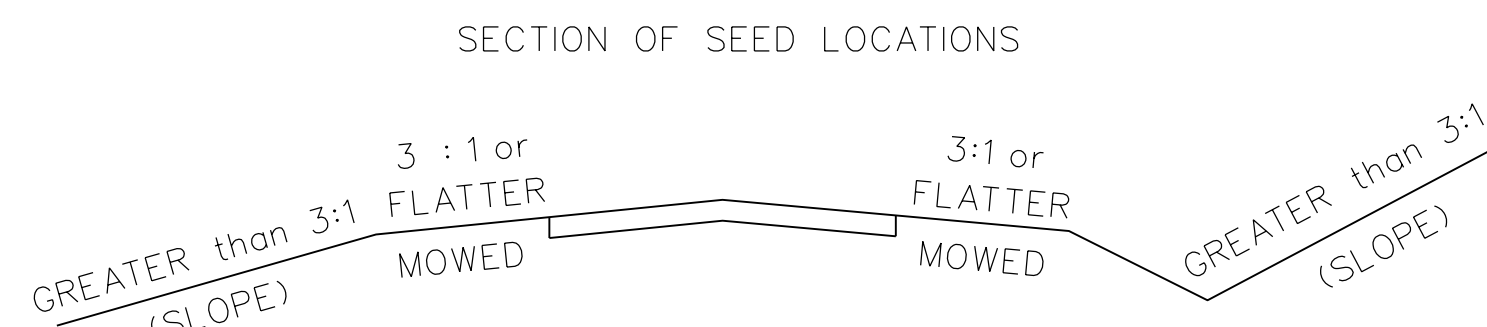 SECTION OF SEED LOCATIONS
GREATER than 3:1
(SLOPE)
3 : 1 or
FLATTER
MOWED
3:1 or
FLATTER
MOWED
GREATER than 3:1
(SLOPE)